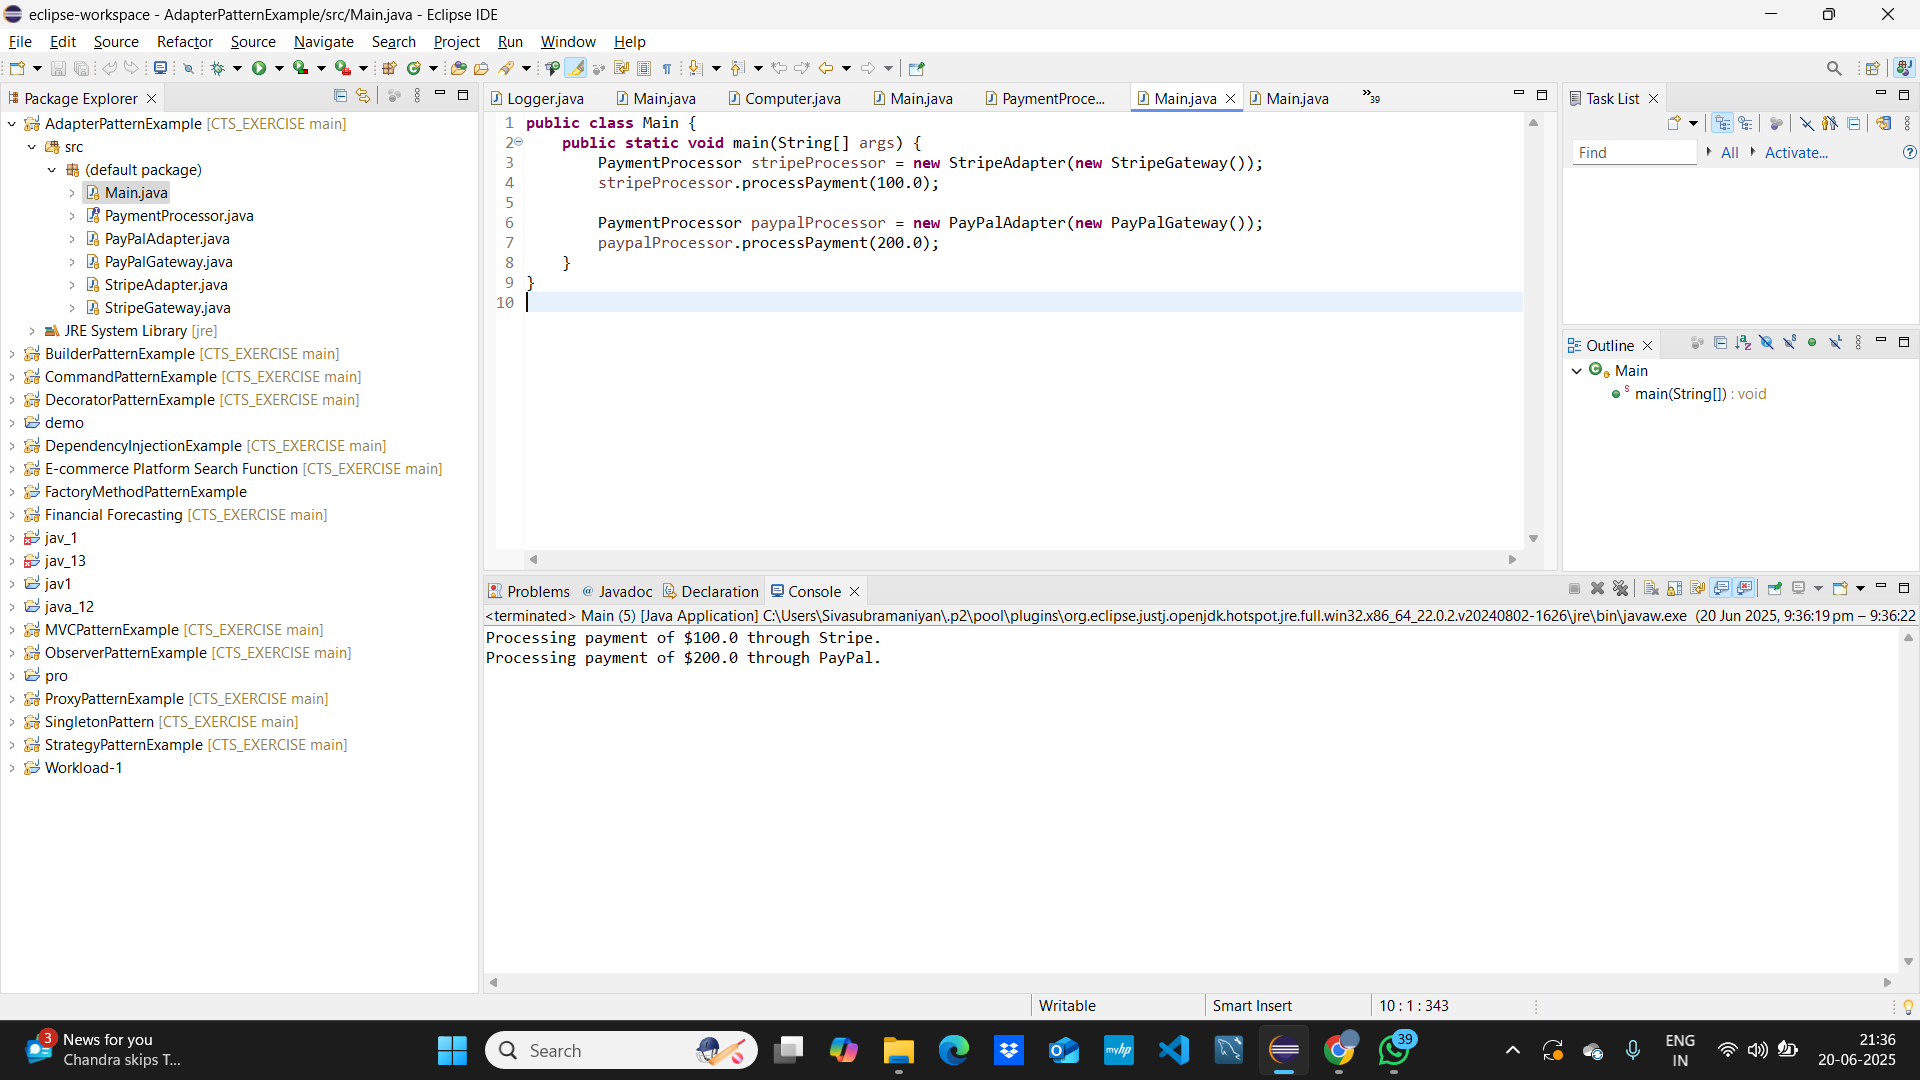 eclipse-workspace - AdapterPatternExample/src/Main.java - Eclipse IDE
File Edit Source Refactor Source Navigate Search Project Run Window Help
Package Explorer
AdapterPatternExample [CTS_EXERCISE main]
src
(default package)
Main.java
PaymentProcessor.java
PayPalAdapter.java
PayPalGateway.java
StripeAdapter.java
StripeGateway.java
JRE System Library [jre]
BuilderPatternExample [CTS_EXERCISE main]
CommandPatternExample [CTS_EXERCISE main]
DecoratorPatternExample [CTS_EXERCISE main]
demo
DependencyInjectionExample [CTS_EXERCISE main]
E-commerce Platform Search Function [CTS_EXERCISE main]
FactoryMethodPatternExample
Financial Forecasting [CTS_EXERCISE main]
jav_1
jav_13
jav1
java_12
MVCPatternExample [CTS_EXERCISE main]
ObserverPatternExample [CTS_EXERCISE main]
pro
ProxyPatternExample [CTS_EXERCISE main]
SingletonPattern [CTS_EXERCISE main]
StrategyPatternExample [CTS_EXERCISE main]
Workload-1
Logger.java Main.java Computer.java Main.java PaymentProce... Main.java Main.java »39
1 public class Main {
2 public static void main(String[] args) {
3 PaymentProcessor stripeProcessor = new StripeAdapter(new StripeGateway());
4 stripeProcessor.processPayment(100.0);
5
6 PaymentProcessor paypalProcessor = new PayPalAdapter(new PayPalGateway());
7 paypalProcessor.processPayment(200.0);
8 }
9 }
10
Task List
Find All Activate...
Outline
Main
main(String[]) : void
Problems Javadoc Declaration Console
<terminated> Main (5) [Java Application] C:\Users\Sivasubramaniyan\.p2\pool\plugins\org.eclipse.justj.openjdk.hotspot.jre.full.win32.x86_64_22.0.2.v20240802-1626\jre\bin\javaw.exe (20 Jun 2025, 9:36:19 pm – 9:36:22
Processing payment of $100.0 through Stripe.
Processing payment of $200.0 through PayPal.
Writable Smart Insert 10 : 1 : 343
3
News for you
Chandra skips T...
Search
myhp
39
ENG
IN
21:36
20-06-2025